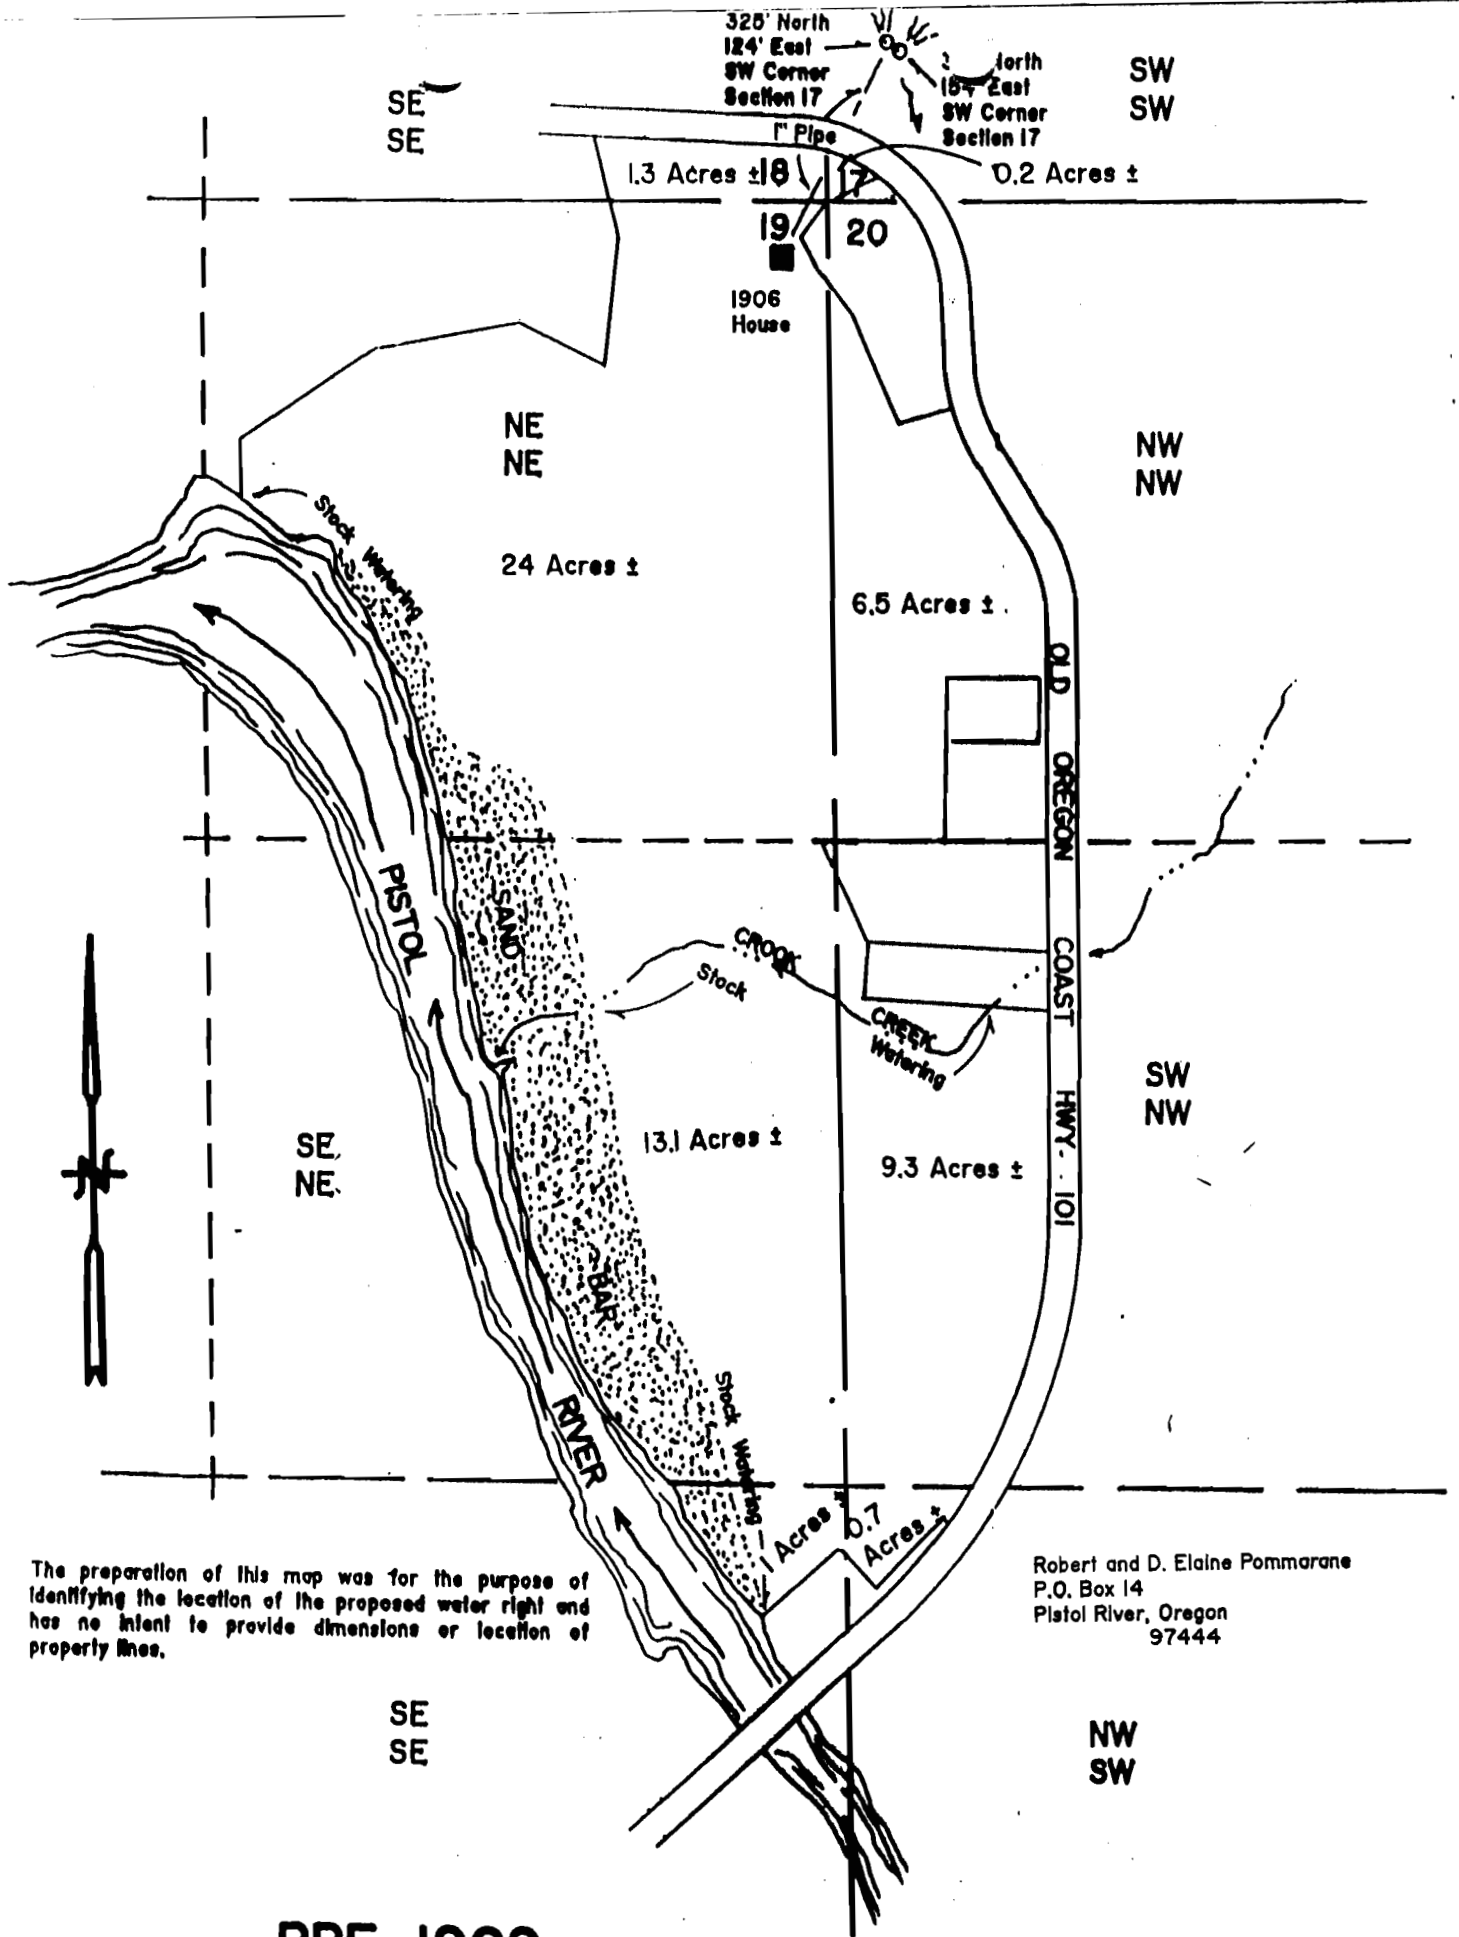 325' North
124' East
SW Corner
Section 17
North
154' East
SW Corner
Section 17
SW
SW
SE
SE
1" Pipe
1.3 Acres ±
18
17
0.2 Acres ±
19
20
1906
House
NE
NE
NW
NW
Stock Watering
24 Acres ±
6.5 Acres ±
OLD OREGON COAST HWY. 101
PISTOL
SAND
CROOK
Stock
CREEK
Watering
SW
NW
13.1 Acres ±
9.3 Acres ±
SE
NE
N
BAR
Stock Watering
RIVER
Acres ±
0.7
Acres ±
The preparation of this map was for the purpose of
identifying the location of the proposed water right and
has no intent to provide dimensions or location of
property lines.
Robert and D. Elaine Pommarane
P.O. Box 14
Pistol River, Oregon
97444
SE
SE
NW
SW